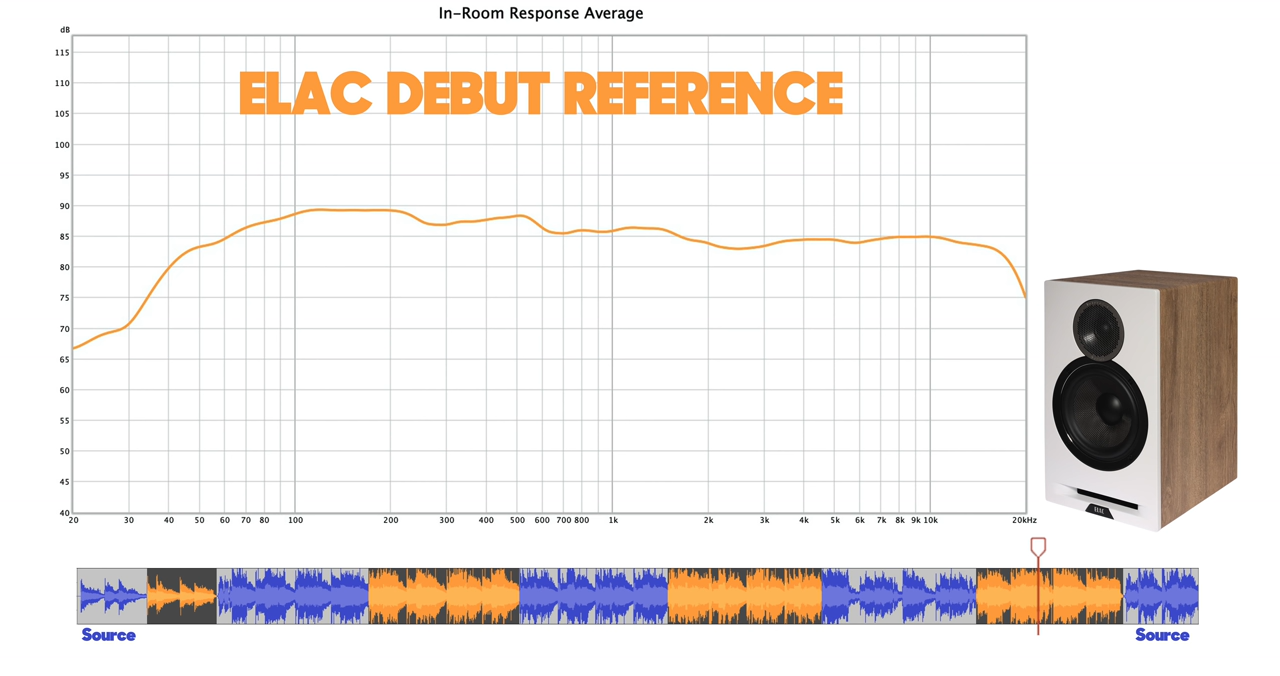 In-Room Response Average
dB
ELAC DEBUT REFERENCE
115
110
105
100
95
90
85
80
75
70
65
60
55
50
45
40
20 30 40 50 60 70 80 100 200 300 400 500 600 700 800 1k 2k 3k 4k 5k 6k 7k 8k 9k 10k 20kHz
ELAC
Source Source